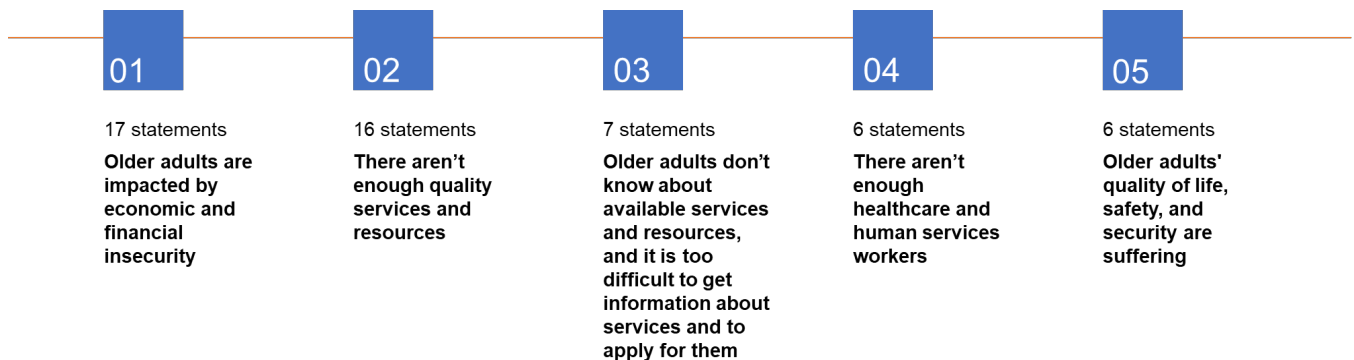 01
17 statements
Older adults are
impacted by
economic and
financial
insecurity
02
16 statements
There aren’t
enough quality
services and
resources
03
7 statements
Older adults don’t
know about
available services
and resources,
and it is too
difficult to get
information about
services and to
apply for them
04
6 statements
There aren’t
enough
healthcare and
human services
workers
05
6 statements
Older adults'
quality of life,
safety, and
security are
suffering